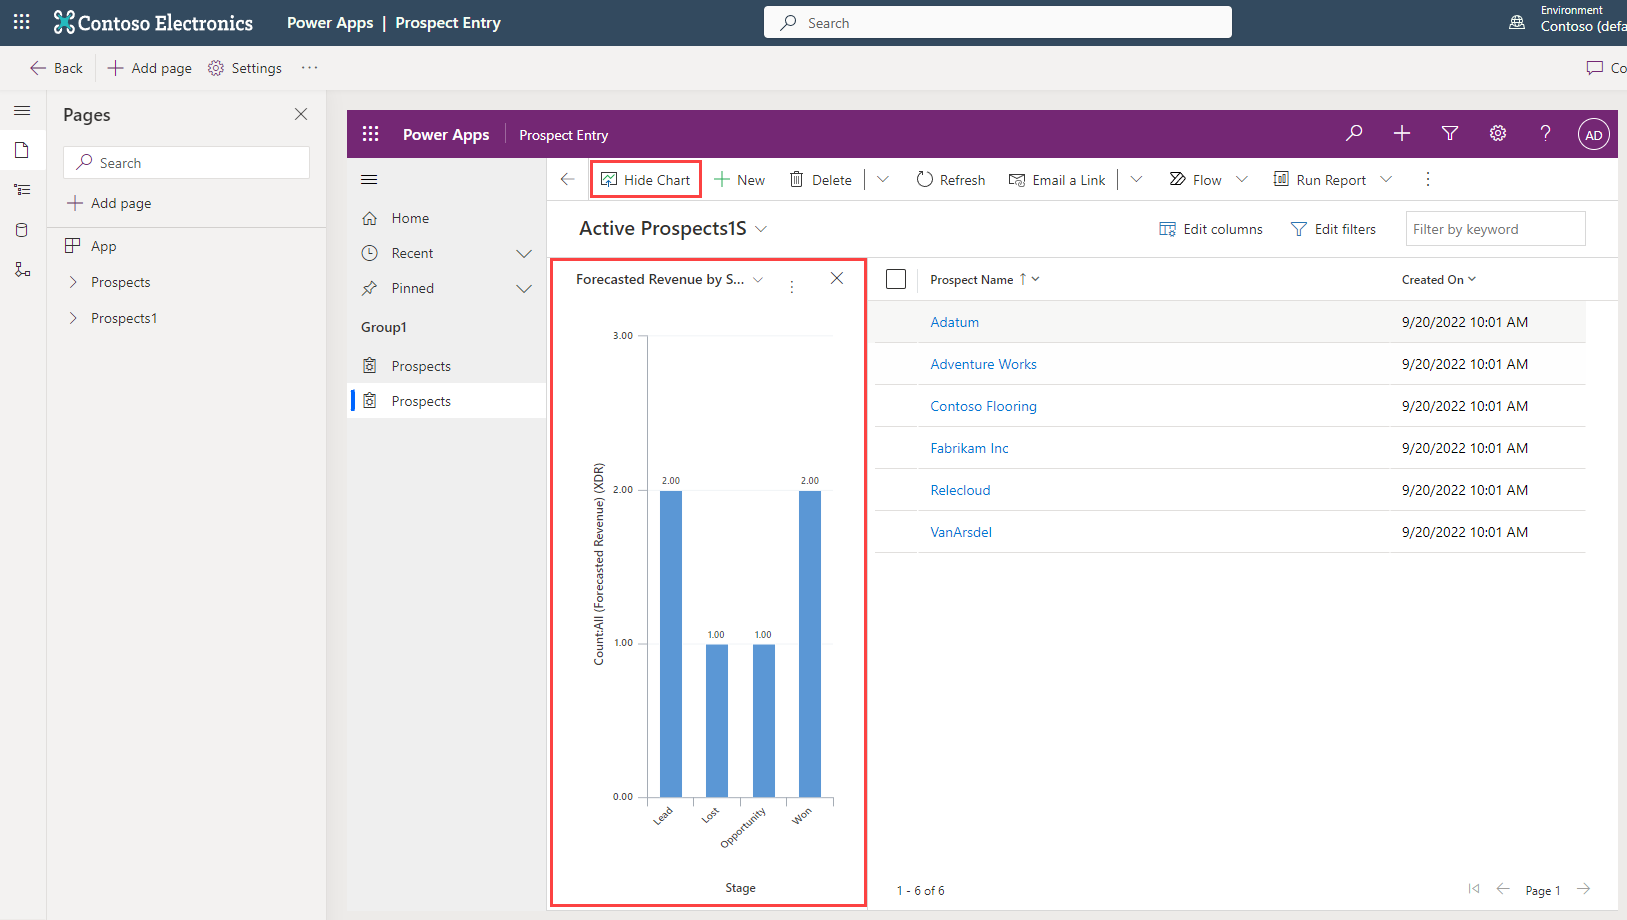 Contoso Electronics
Power Apps | Prospect Entry
Search
Environment
Contoso (defa
Back
Add page
Settings
Co
Pages
Search
Add page
App
Prospects
Prospects1
Power Apps
Prospect Entry
AD
Home
Recent
Pinned
Group1
Prospects
Prospects
Hide Chart
New
Delete
Refresh
Email a Link
Flow
Run Report
Active Prospects1S
Edit columns
Edit filters
Filter by keyword
Forecasted Revenue by S...
3.00
2.00
1.00
0.00
Count:All (Forecasted Revenue) (XDR)
2.00
1.00
1.00
2.00
Lead
Lost
Opportunity
Won
Stage
Prospect Name
Created On
Adatum 9/20/2022 10:01 AM
Adventure Works 9/20/2022 10:01 AM
Contoso Flooring 9/20/2022 10:01 AM
Fabrikam Inc 9/20/2022 10:01 AM
Relecloud 9/20/2022 10:01 AM
VanArsdel 9/20/2022 10:01 AM
1 - 6 of 6
Page 1